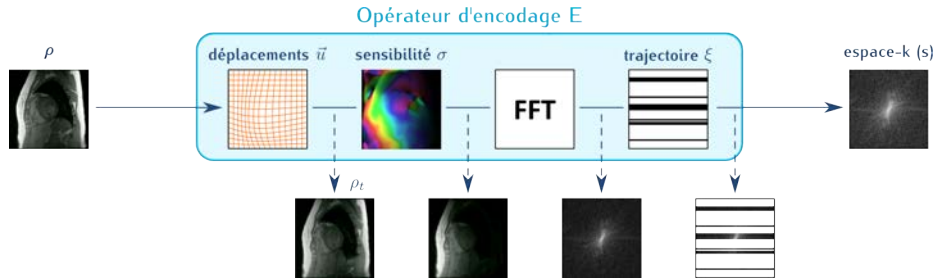 Opérateur d'encodage E
ρ
déplacements u⃗
sensibilité σ
trajectoire ξ
espace-k (s)
FFT
ρₜ